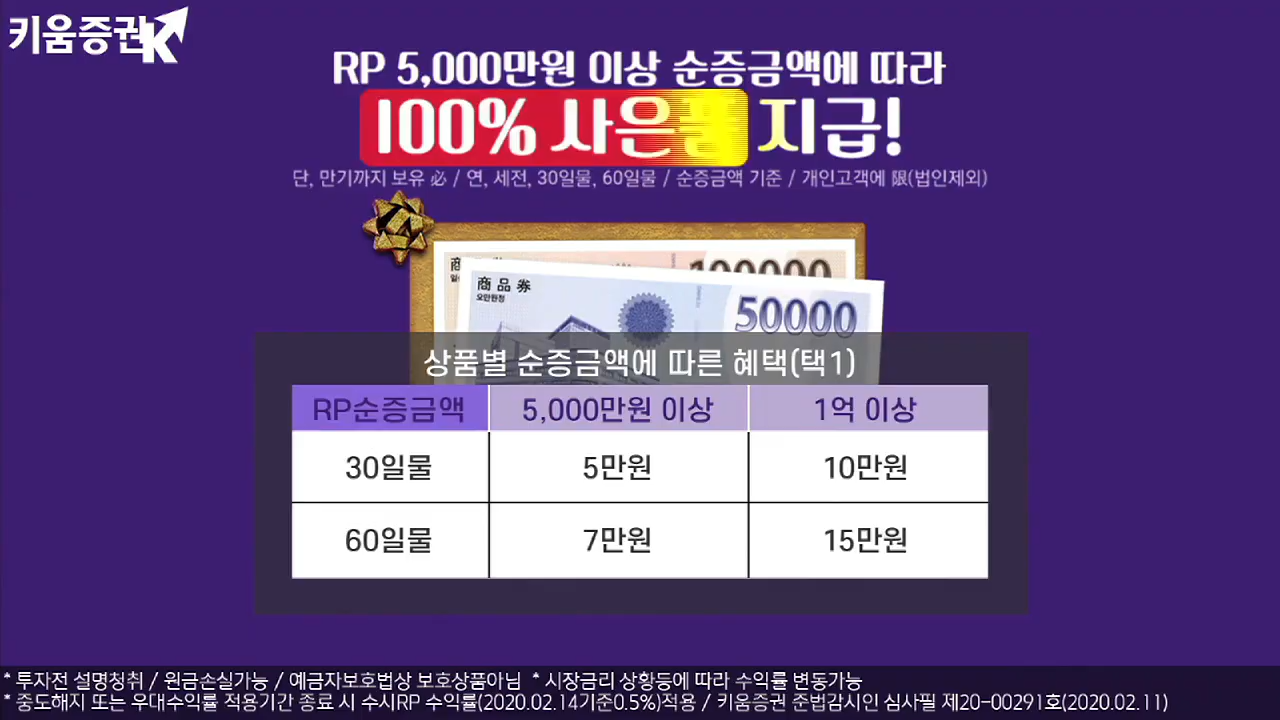 키움증권 K
RP 5,000만원 이상 순증금액에 따라
100% 사은품 지급!
단, 만기까지 보유 必 / 연, 세전, 30일물, 60일물 / 순증금액 기준 / 개인고객에 限(법인제외)
100000
商品券
오만원정
50000
상품별 순증금액에 따른 혜택(택1)
RP순증금액 5,000만원 이상 1억 이상
30일물 5만원 10만원
60일물 7만원 15만원
* 투자전 설명청취 / 원금손실가능 / 예금자보호법상 보호상품아님 * 시장금리 상황등에 따라 수익률 변동가능
* 중도해지 또는 우대수익률 적용기간 종료 시 수시RP 수익률(2020.02.14기준0.5%)적용 / 키움증권 준법감시인 심사필 제20-00291호(2020.02.11)